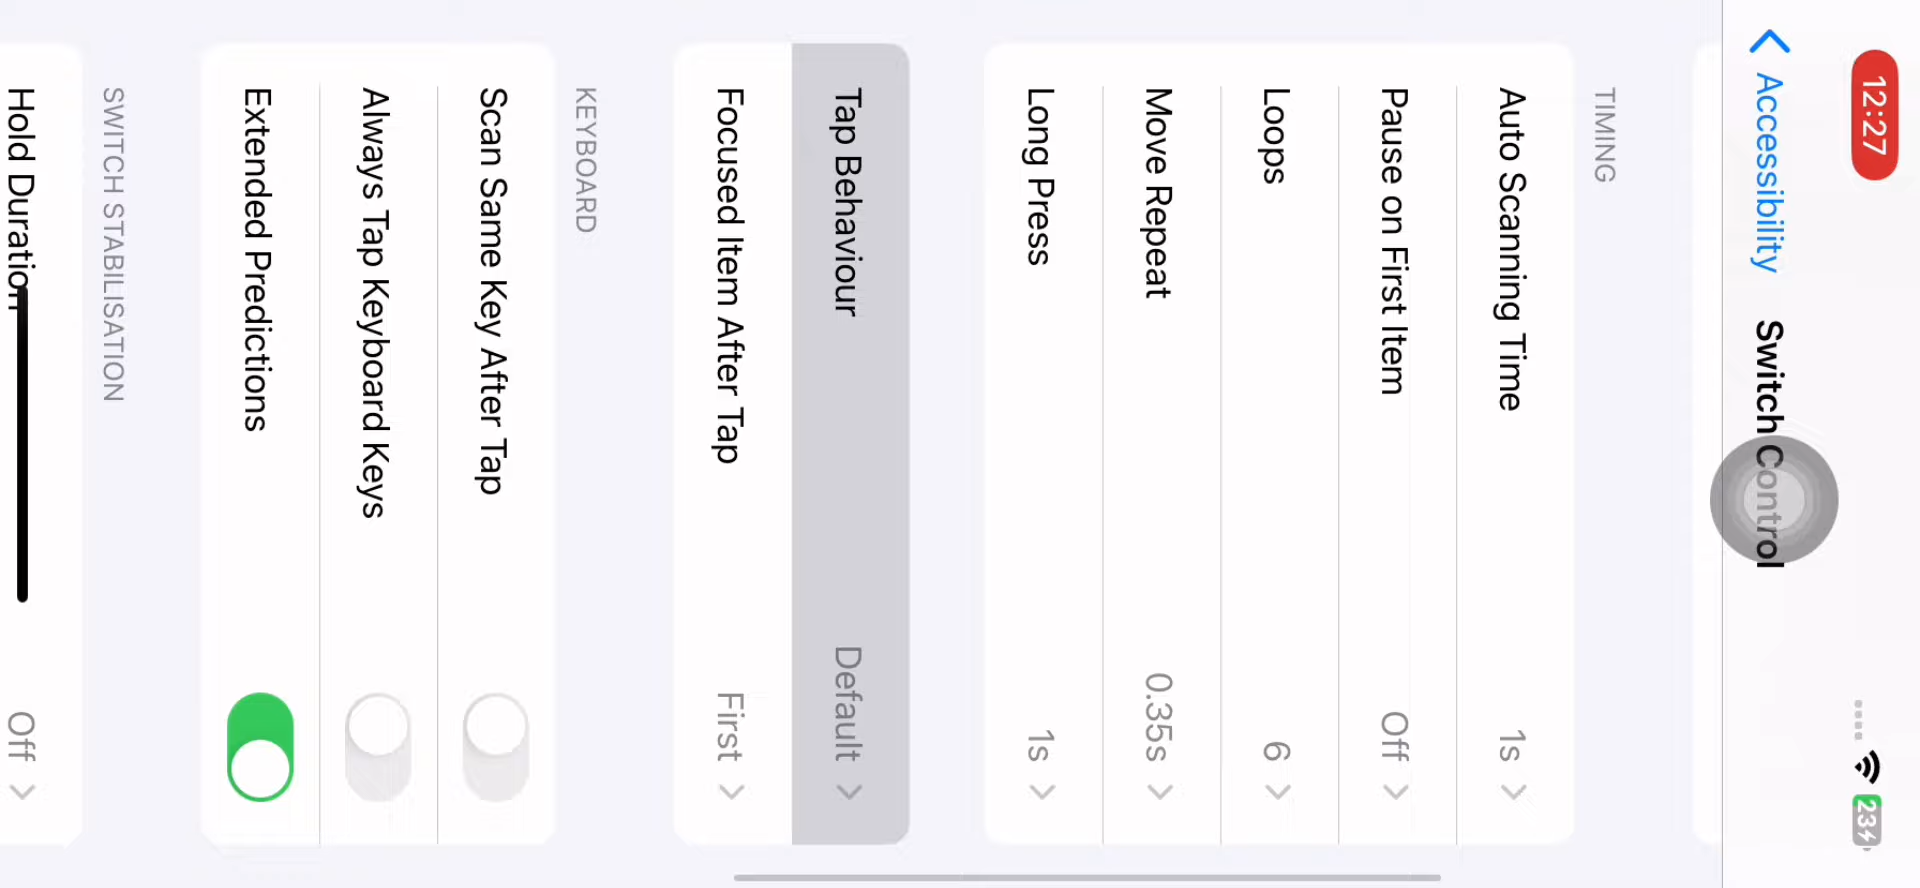 12:27
23
Accessibility
Switch Control
TIMING
Auto Scanning Time 1s
Pause on First Item Off
Loops 6
Move Repeat 0.35s
Long Press 1s
Tap Behaviour Default
Focused Item After Tap First
KEYBOARD
Scan Same Key After Tap
Always Tap Keyboard Keys
Extended Predictions
SWITCH STABILISATION
Hold Duration Off